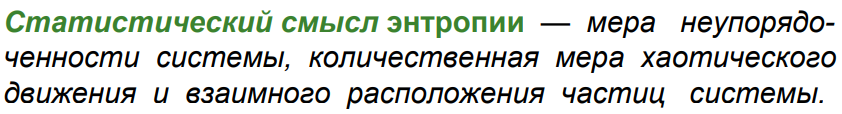 Статистический смысл энтропии — мера неупорядо-
ченности системы, количественная мера хаотического
движения и взаимного расположения частиц системы.